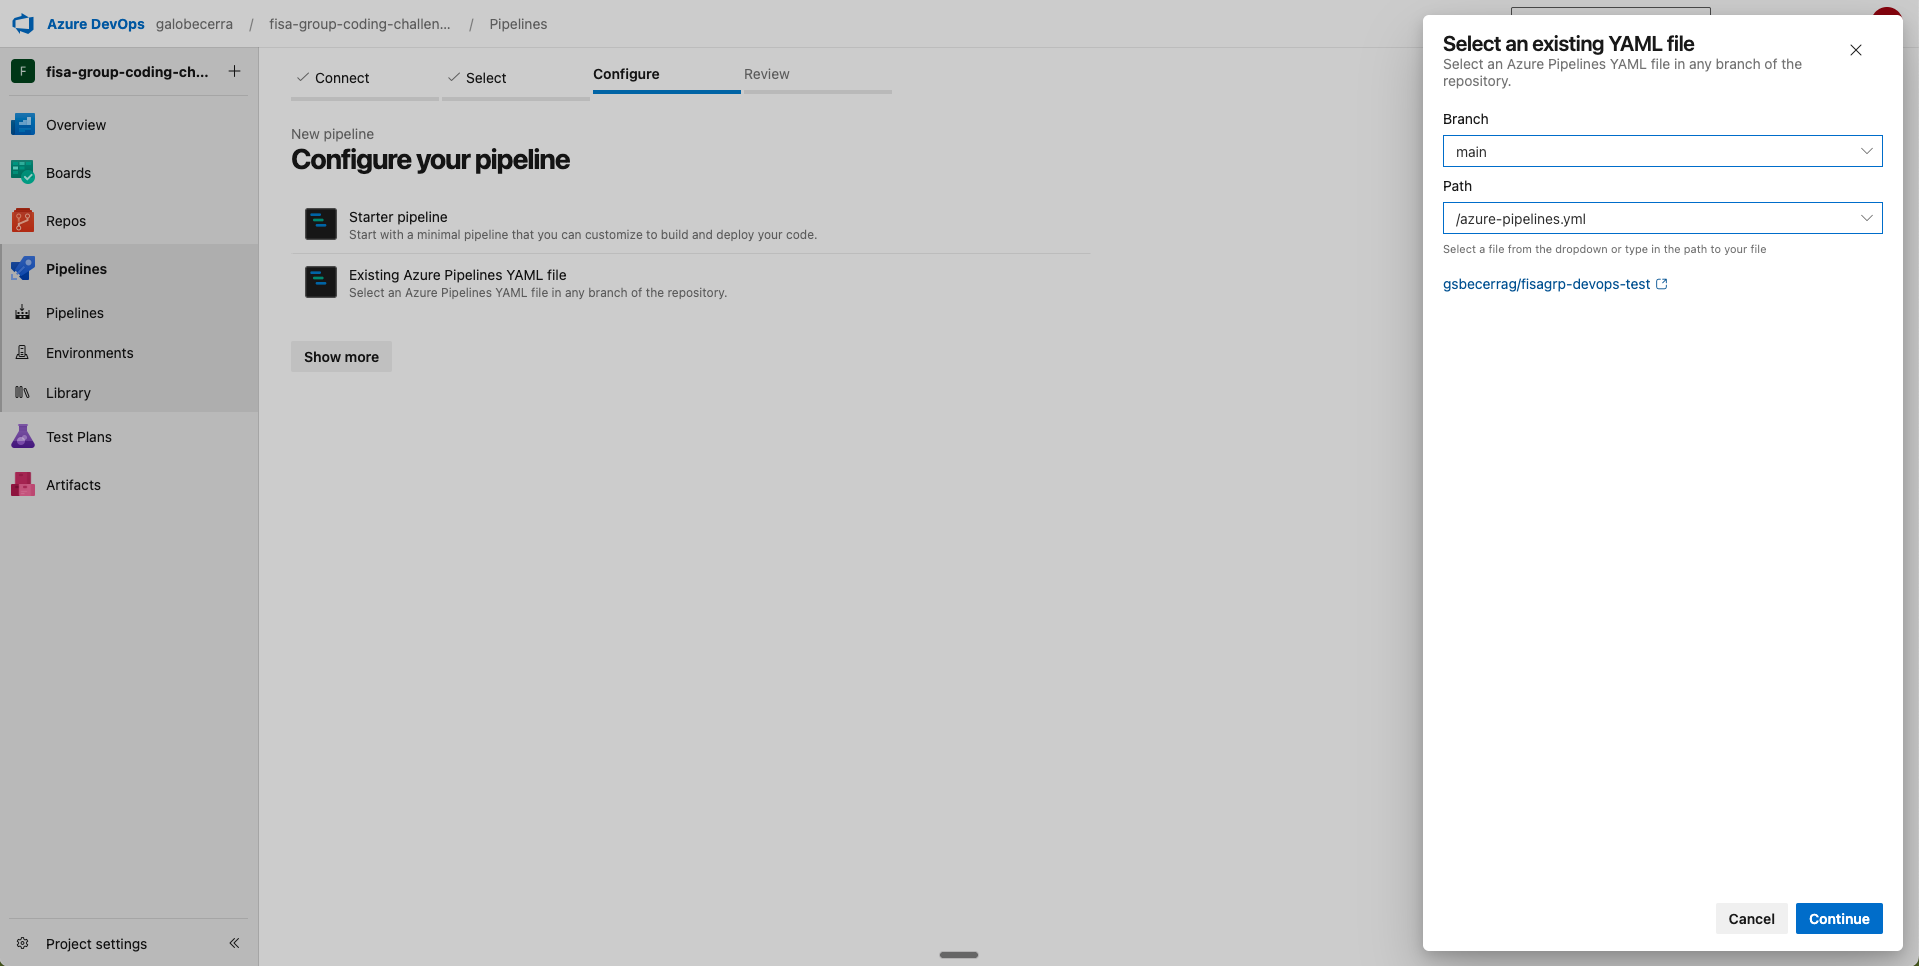 Azure DevOps galobecerra / fisa-group-coding-challen... / Pipelines
F fisa-group-coding-ch...
Overview
Boards
Repos
Pipelines
Pipelines
Environments
Library
Test Plans
Artifacts
Project settings
Connect
Select
Configure
Review
New pipeline
Configure your pipeline
Starter pipeline
Start with a minimal pipeline that you can customize to build and deploy your code.
Existing Azure Pipelines YAML file
Select an Azure Pipelines YAML file in any branch of the repository.
Show more
Select an existing YAML file
Select an Azure Pipelines YAML file in any branch of the
repository.
Branch
main
Path
/azure-pipelines.yml
Select a file from the dropdown or type in the path to your file
gsbecerrag/fisagrp-devops-test
Cancel
Continue